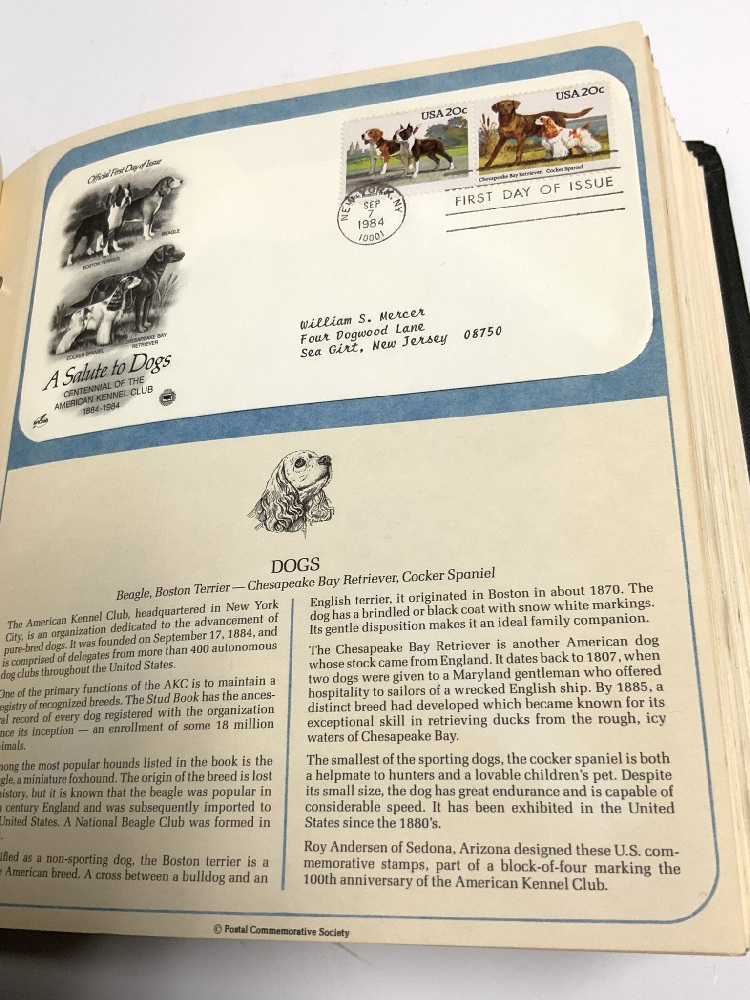 Official First Day of Issue
BEAGLE
BOSTON TERRIER
COCKER SPANIEL
CHESAPEAKE BAY
RETRIEVER
A Salute to Dogs
CENTENNIAL OF THE
AMERICAN KENNEL CLUB
1884-1984
USA 20c
USA 20c
Chesapeake Bay Retriever, Cocker Spaniel
NEW YORK, NY
SEP
7
1984
10001
FIRST DAY OF ISSUE
William S. Mercer
Four Dogwood Lane
Sea Girt, New Jersey 08750
DOGS
Beagle, Boston Terrier — Chesapeake Bay Retriever, Cocker Spaniel
The American Kennel Club, headquartered in New York
City, is an organization dedicated to the advancement of
pure-bred dogs. It was founded on September 17, 1884, and
is comprised of delegates from more than 400 autonomous
dog clubs throughout the United States.
One of the primary functions of the AKC is to maintain a
registry of recognized breeds. The Stud Book has the ances-
al record of every dog registered with the organization
nce its inception — an enrollment of some 18 million
imals.
mong the most popular hounds listed in the book is the
gle, a miniature foxhound. The origin of the breed is lost
history, but it is known that the beagle was popular in
century England and was subsequently imported to
United States. A National Beagle Club was formed in
ified as a non-sporting dog, the Boston terrier is a
American breed. A cross between a bulldog and an
English terrier, it originated in Boston in about 1870. The
dog has a brindled or black coat with snow white markings.
Its gentle disposition makes it an ideal family companion.
The Chesapeake Bay Retriever is another American dog
whose stock came from England. It dates back to 1807, when
two dogs were given to a Maryland gentleman who offered
hospitality to sailors of a wrecked English ship. By 1885, a
distinct breed had developed which became known for its
exceptional skill in retrieving ducks from the rough, icy
waters of Chesapeake Bay.
The smallest of the sporting dogs, the cocker spaniel is both
a helpmate to hunters and a lovable children's pet. Despite
its small size, the dog has great endurance and is capable of
considerable speed. It has been exhibited in the United
States since the 1880's.
Roy Andersen of Sedona, Arizona designed these U.S. com-
memorative stamps, part of a block-of-four marking the
100th anniversary of the American Kennel Club.
© Postal Commemorative Society